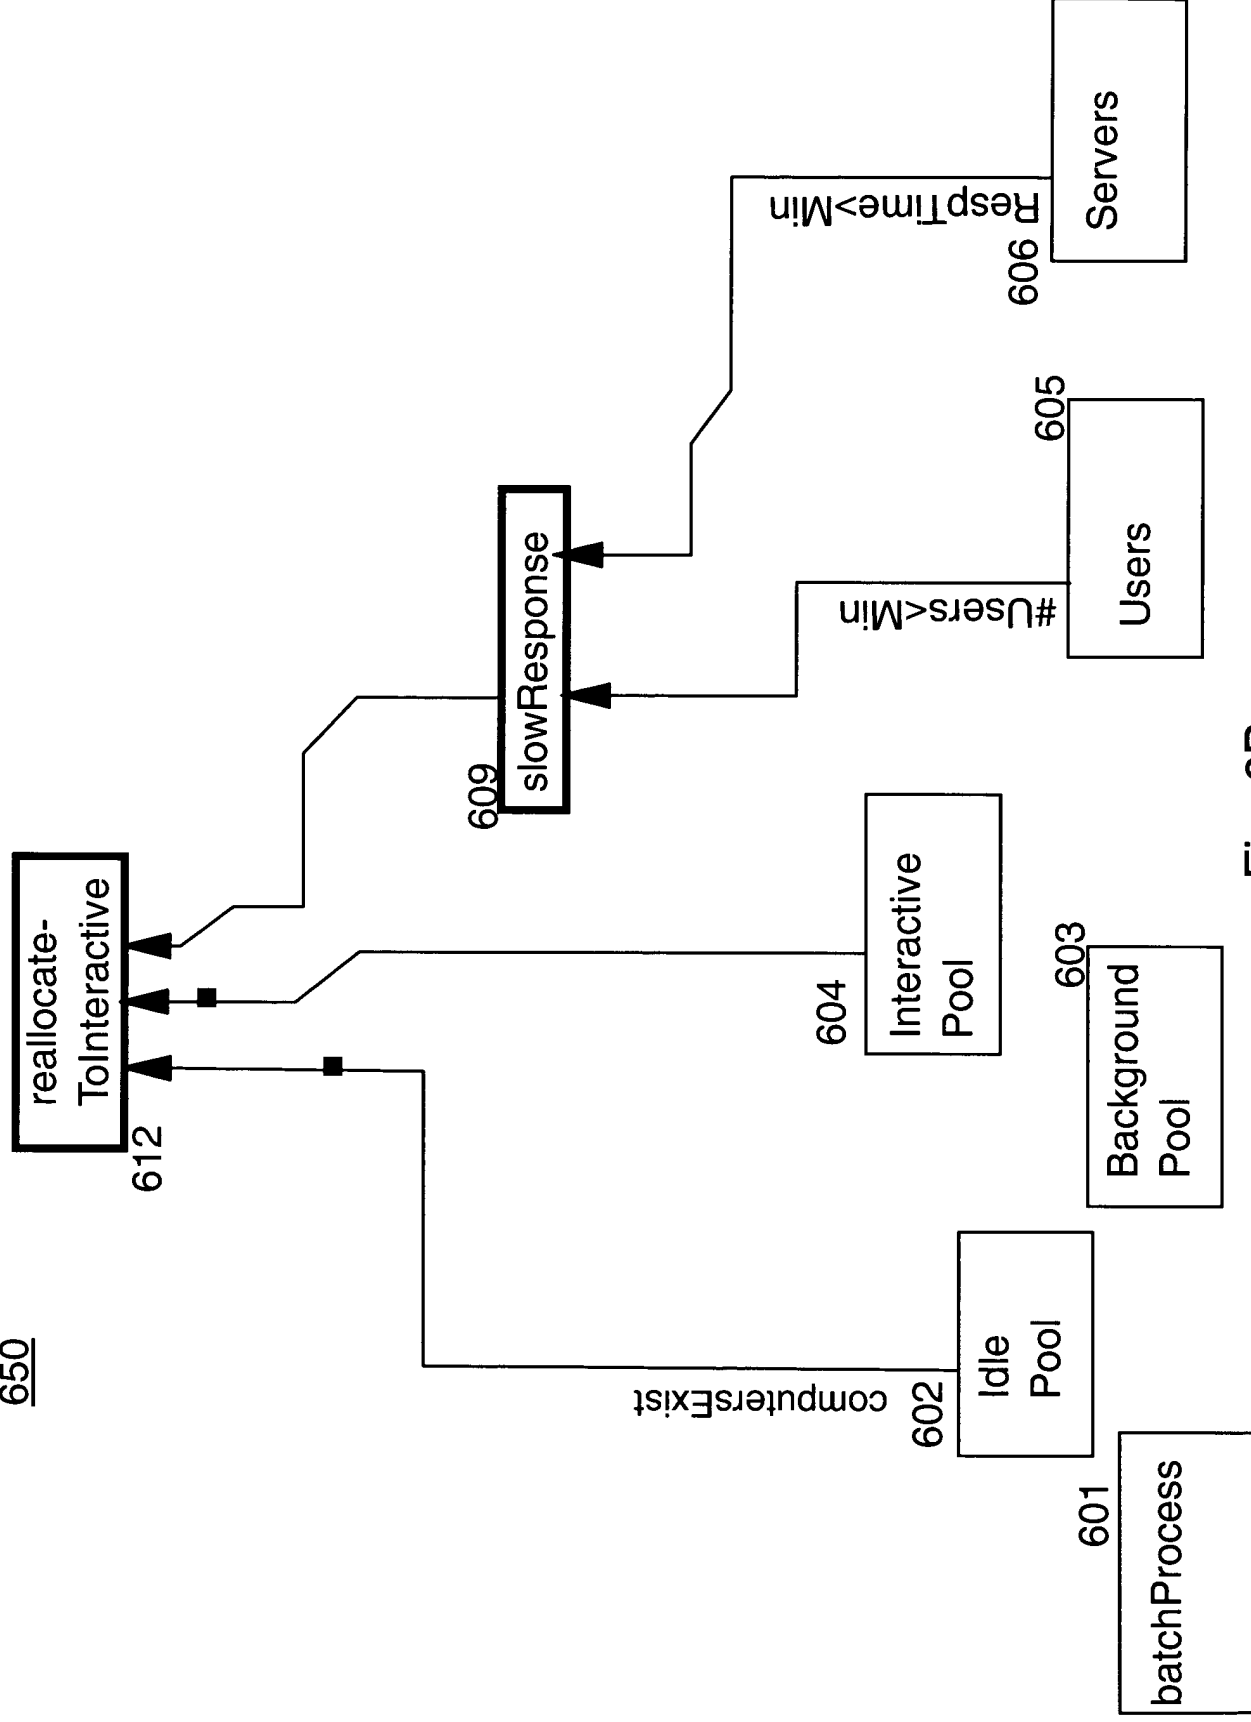 650
612
reallocate-
ToInteractive
609
slowResponse
computersExist
#Users<Min
RespTime>Min
601
batchProcess
602
Idle
Pool
603
Background
Pool
604
Interactive
Pool
605
Users
606
Servers